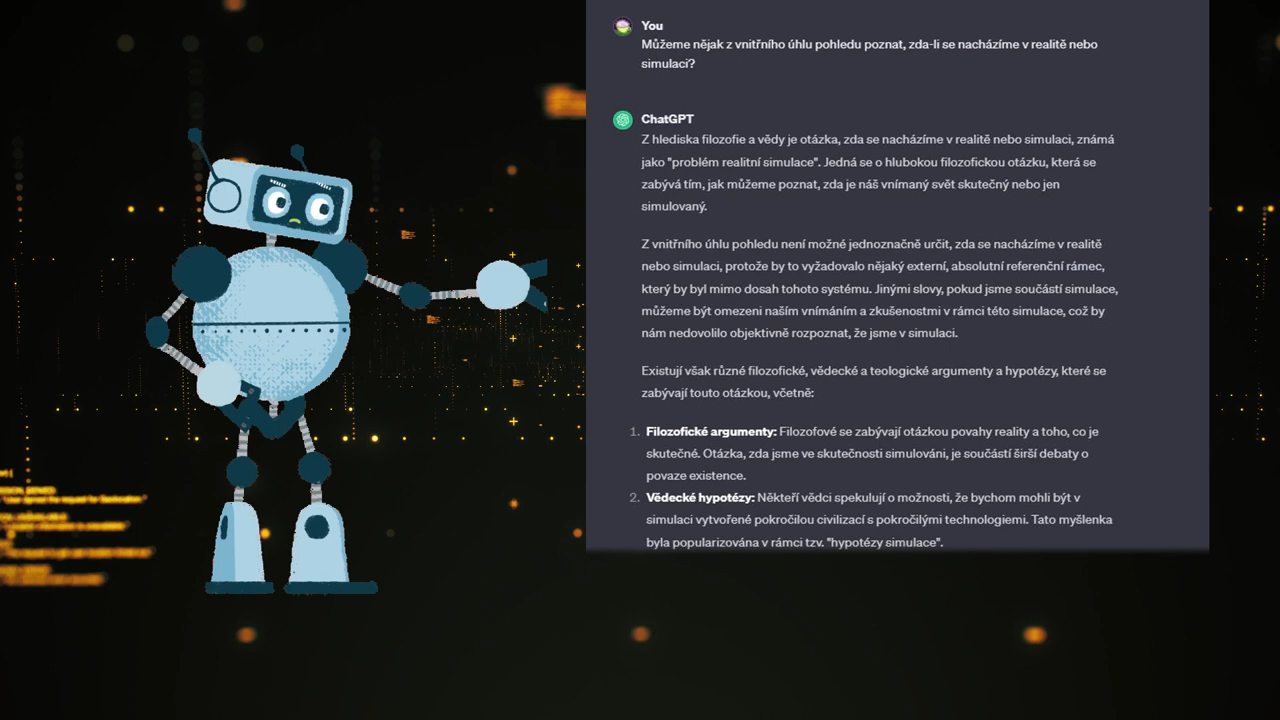 You
Můžeme nějak z vnitřního úhlu pohledu poznat, zda-li se nacházíme v realitě nebo
simulaci?
ChatGPT
Z hlediska filozofie a vědy je otázka, zda se nacházíme v realitě nebo simulaci, známá
jako "problém realitní simulace". Jedná se o hlubokou filozofickou otázku, která se
zabývá tím, jak můžeme poznat, zda je náš vnímaný svět skutečný nebo jen
simulovaný.
Z vnitřního úhlu pohledu není možné jednoznačně určit, zda se nacházíme v realitě
nebo simulaci, protože by to vyžadovalo nějaký externí, absolutní referenční rámec,
který by byl mimo dosah tohoto systému. Jinými slovy, pokud jsme součástí simulace,
můžeme být omezeni naším vnímáním a zkušenostmi v rámci této simulace, což by
nám nedovolilo objektivně rozpoznat, že jsme v simulaci.
Existují však různé filozofické, vědecké a teologické argumenty a hypotézy, které se
zabývají touto otázkou, včetně:
1. Filozofické argumenty: Filozofové se zabývají otázkou povahy reality a toho, co je
skutečné. Otázka, zda jsme ve skutečnosti simulováni, je součástí širší debaty o
povaze existence.
2. Vědecké hypotézy: Někteří vědci spekulují o možnosti, že bychom mohli být v
simulaci vytvořené pokročilou civilizací s pokročilými technologiemi. Tato myšlenka
byla popularizována v rámci tzv. "hypotézy simulace".